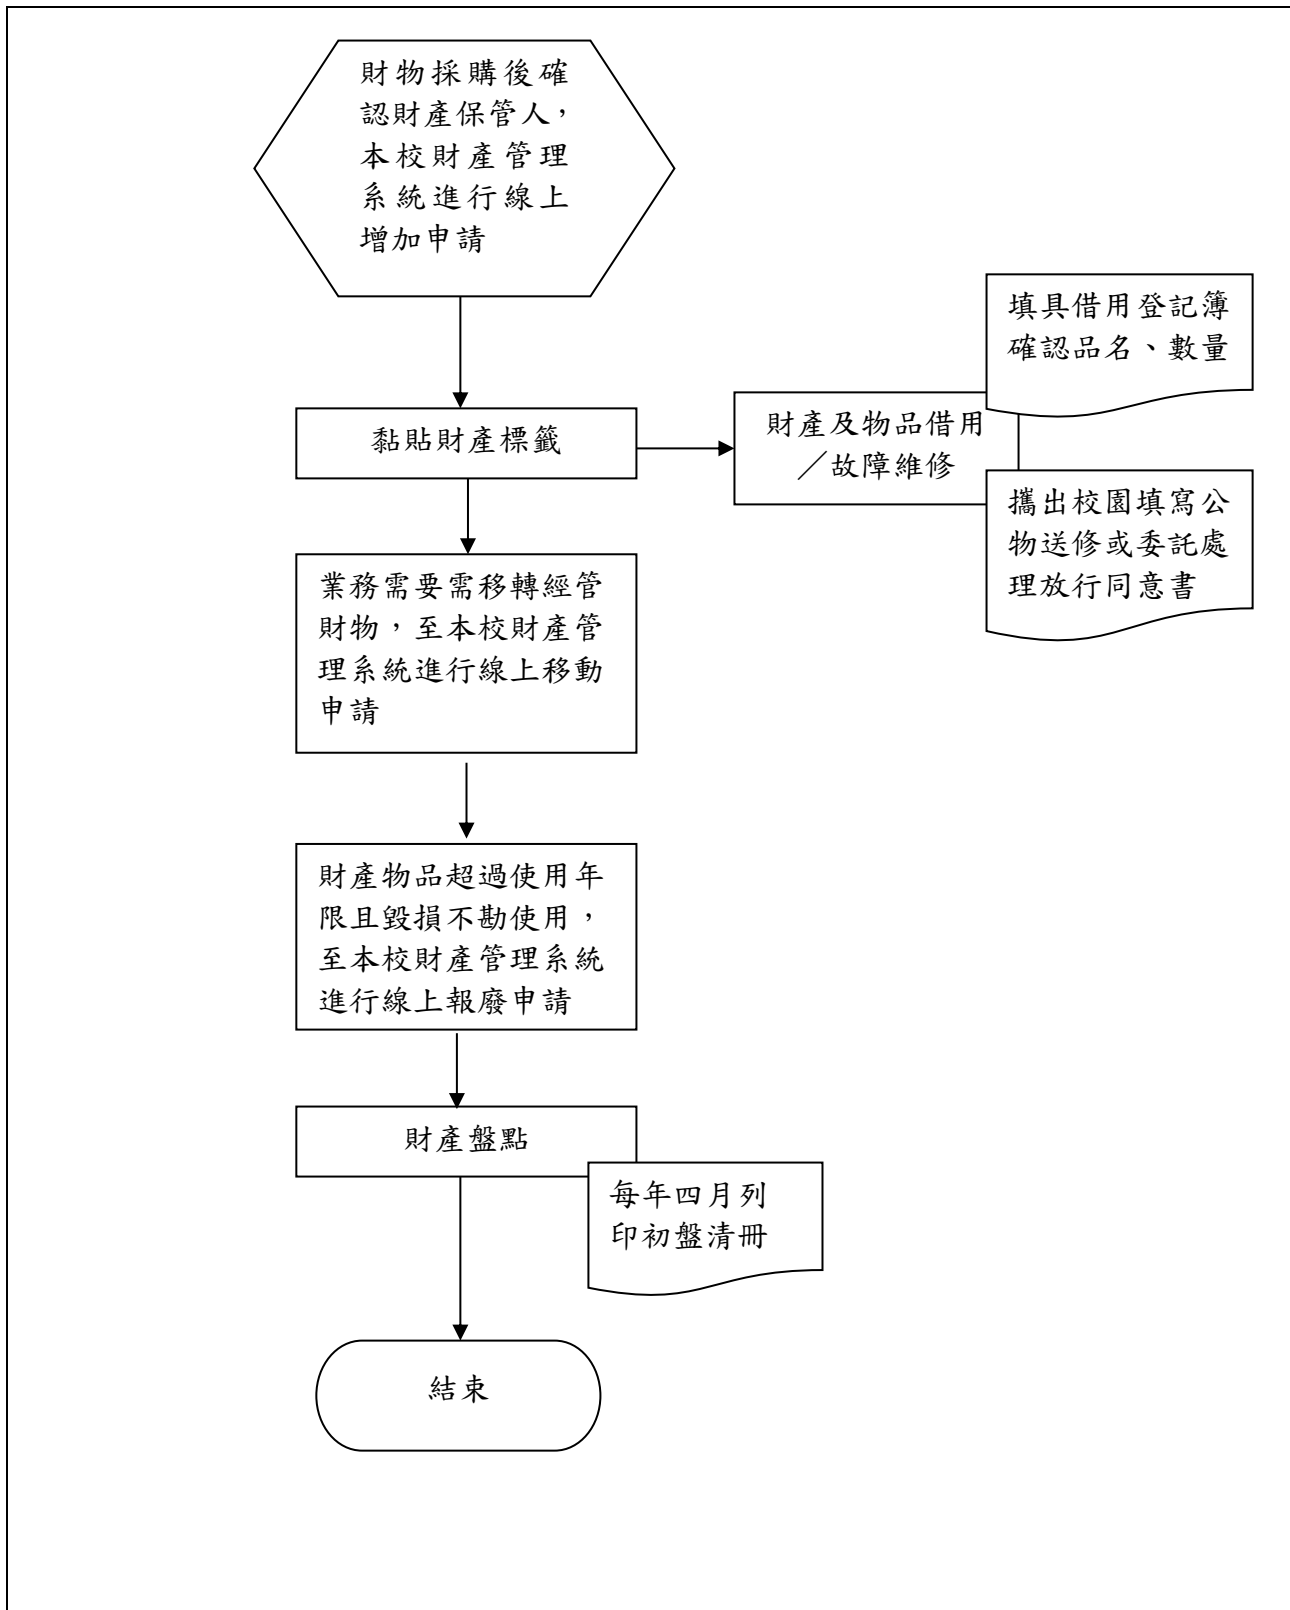 財物採購後確
認財產保管人，
本校財產管理
系統進行線上
增加申請
填具借用登記簿
確認品名、數量
黏貼財產標籤
財產及物品借用
／故障維修
攜出校園填寫公
物送修或委託處
理放行同意書
業務需要需移轉經管
財物，至本校財產管
理系統進行線上移動
申請
財產物品超過使用年
限且毀損不勘使用，
至本校財產管理系統
進行線上報廢申請
財產盤點
每年四月列
印初盤清冊
結束